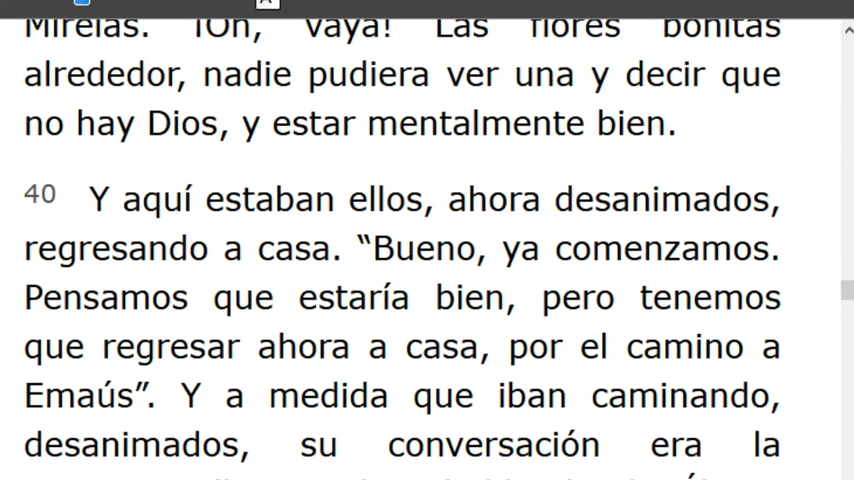 Mírelas. ¡Oh, vaya! Las flores bonitas
alrededor, nadie pudiera ver una y decir que
no hay Dios, y estar mentalmente bien.
40 Y aquí estaban ellos, ahora desanimados,
regresando a casa. “Bueno, ya comenzamos.
Pensamos que estaría bien, pero tenemos
que regresar ahora a casa, por el camino a
Emaús”. Y a medida que iban caminando,
desanimados, su conversación era la